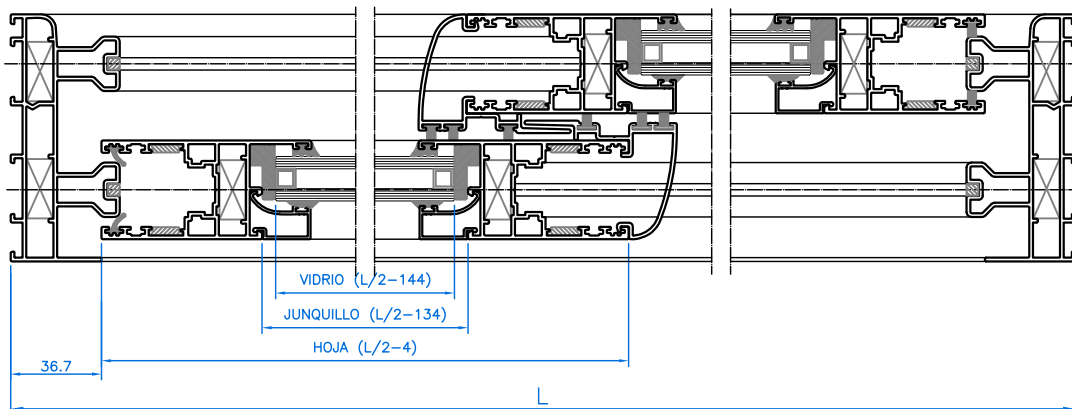 VIDRIO (L/2-144)
JUNQUILLO (L/2-134)
HOJA (L/2-4)
36.7
L